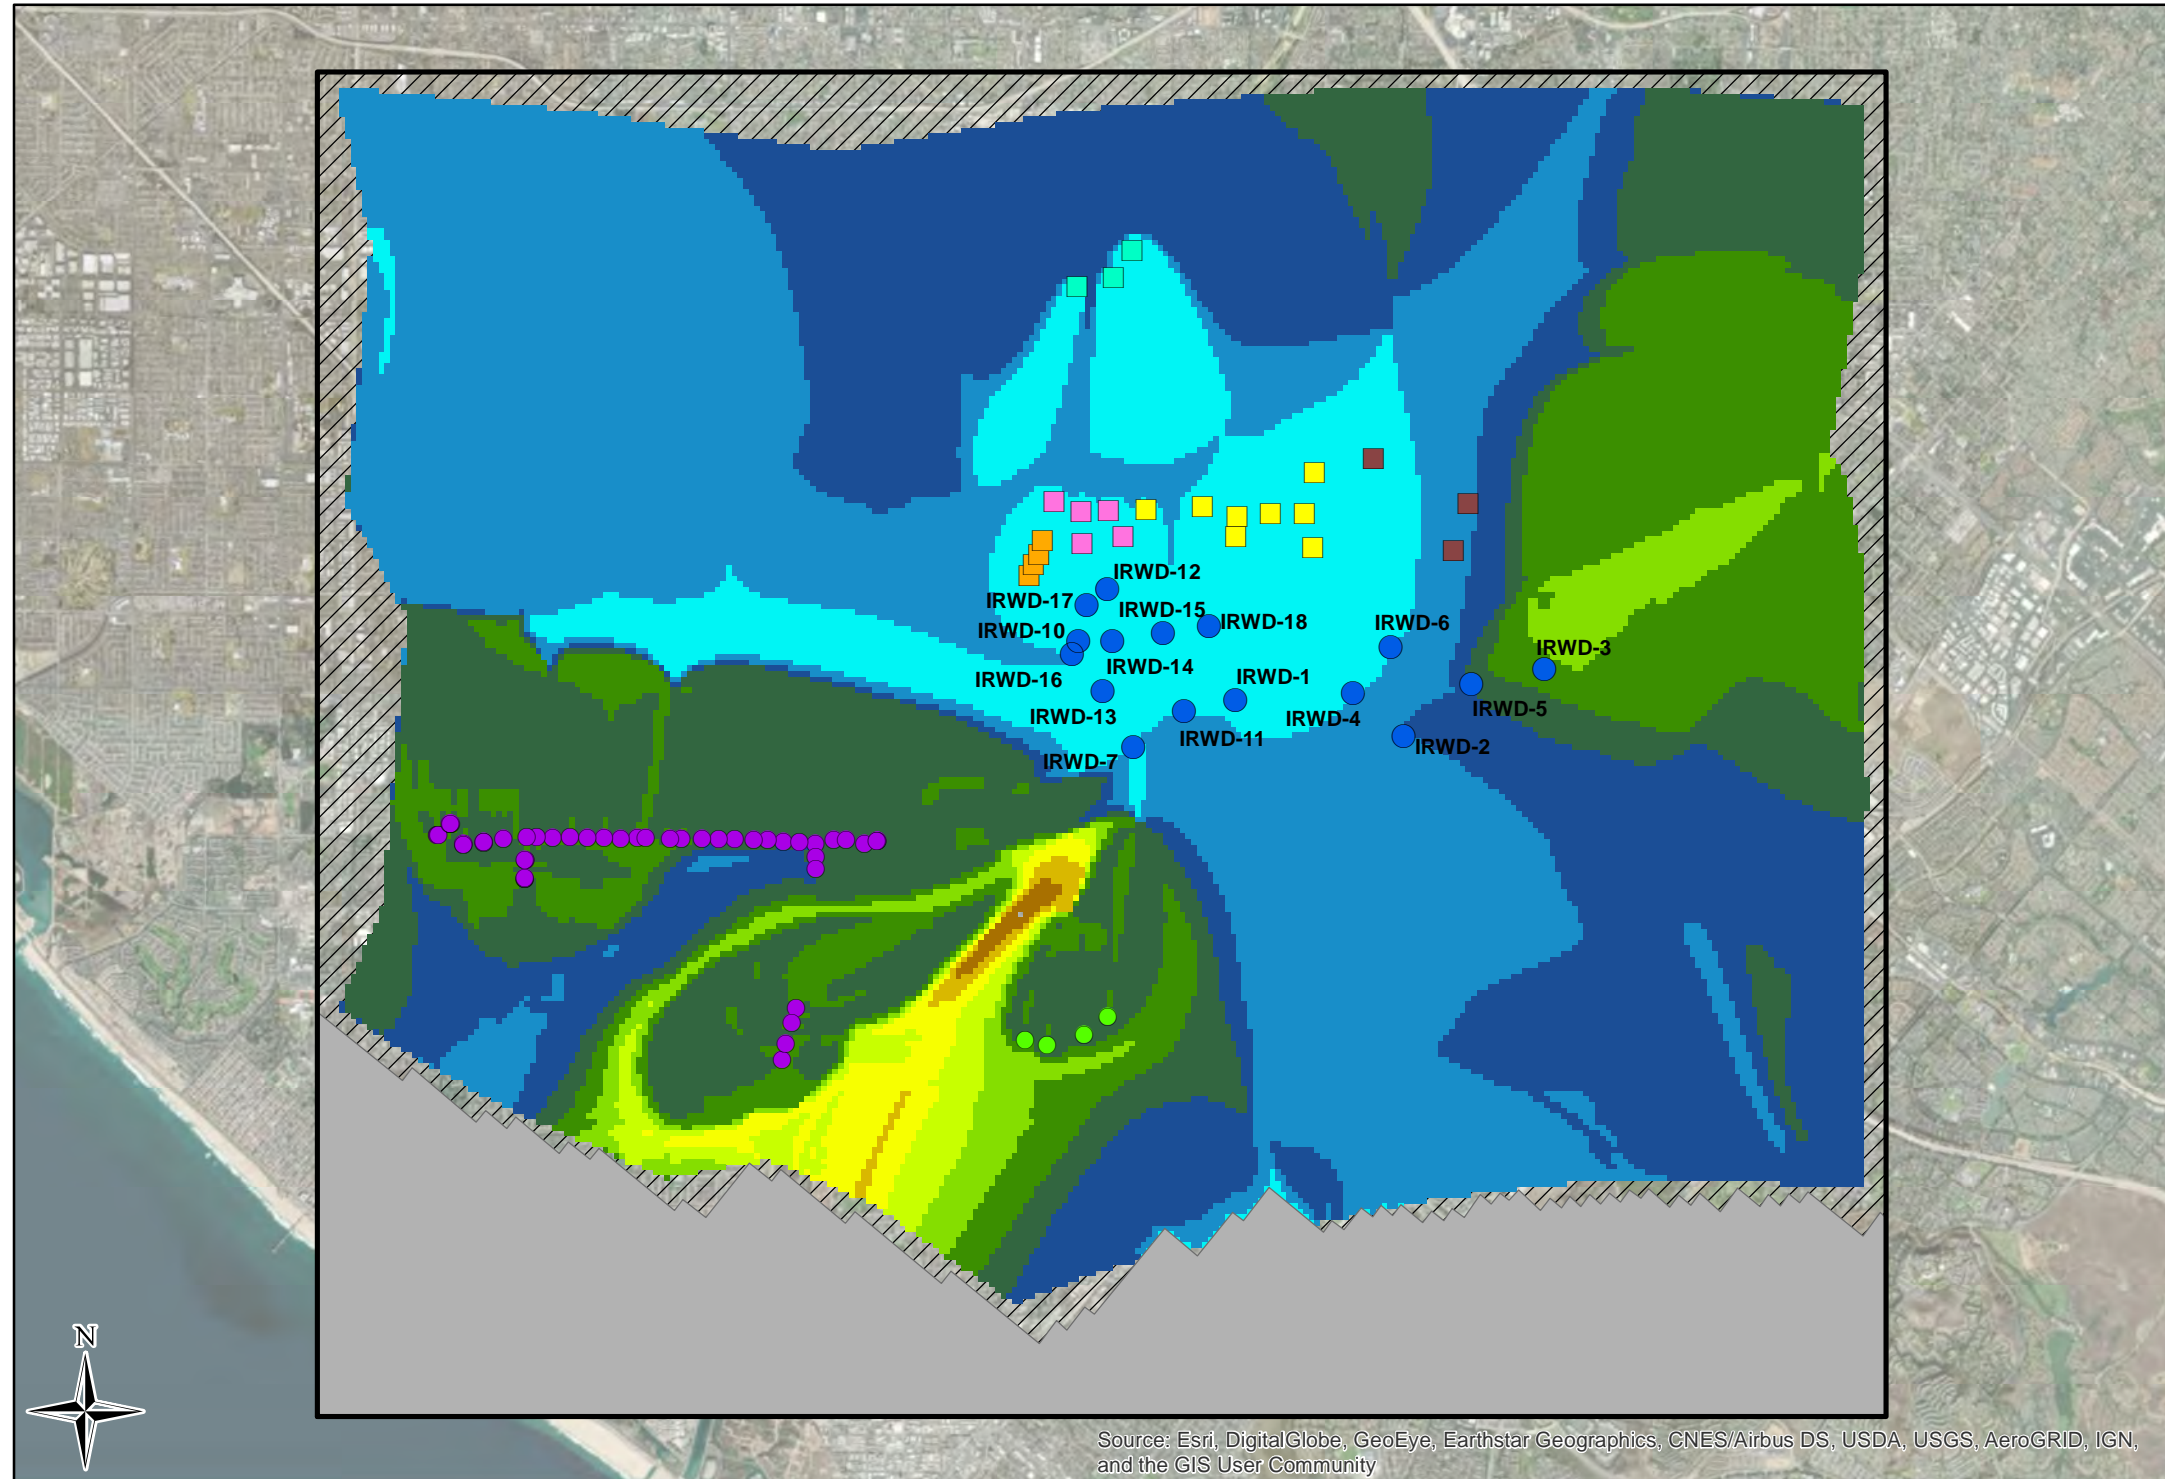 IRWD-12
IRWD-17
IRWD-15
IRWD-18
IRWD-10
IRWD-6
IRWD-3
IRWD-14
IRWD-16
IRWD-1
IRWD-5
IRWD-13
IRWD-4
IRWD-11
IRWD-2
IRWD-7
N
Source: Esri, DigitalGlobe, GeoEye, Earthstar Geographics, CNES/Airbus DS, USDA, USGS, AeroGRID, IGN,
and the GIS User Community